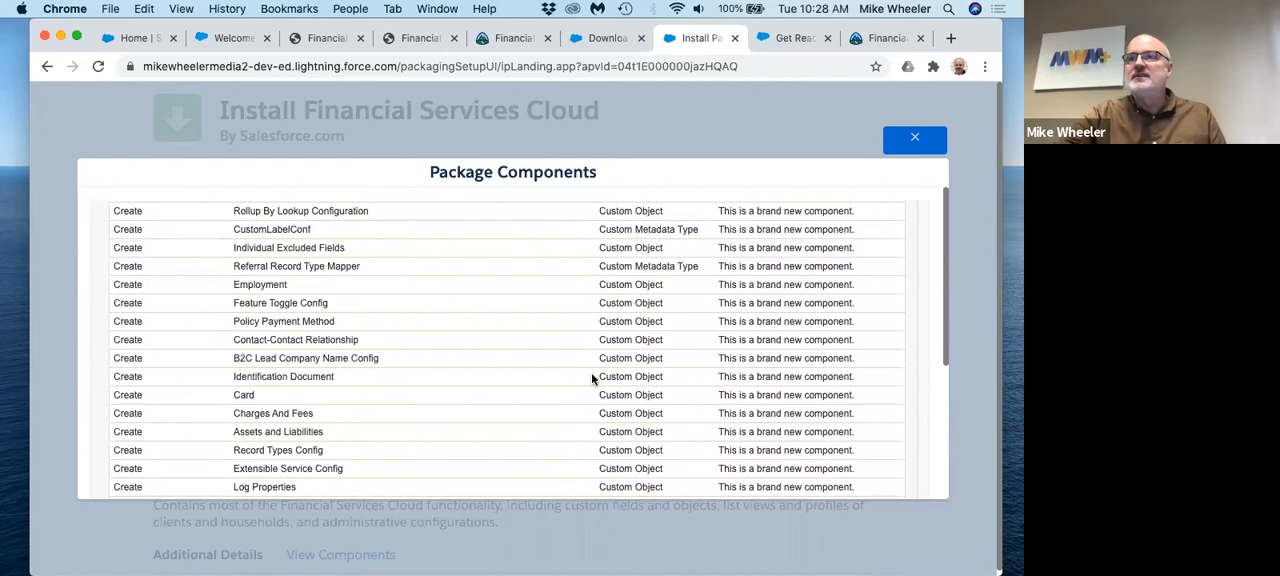 Chrome File Edit View History Bookmarks People Tab Window Help 100% Tue 10:28 AM Mike Wheeler
Home | S Welcome Financial Financial Financial Downloa Install Pa Get Rea Financia
mikewheelermedia2-dev-ed.lightning.fo
upUI/ipLanding.app?apvId=04t1E000000jazHQAQ
MWM+
Mike Wheeler
Install Financial Services Cloud
By Salesforce.com
Package Components
Create Rollup By Lookup Configuration Custom Object This is a brand new component.
Create CustomLabelConf Custom Metadata Type This is a brand new component.
Create Individual Excluded Fields Custom Object This is a brand new component.
Create Referral Record Type Mapper Custom Metadata Type This is a brand new component.
Create Employment Custom Object This is a brand new component.
Create Feature Toggle Config Custom Object This is a brand new component.
Create Policy Payment Method Custom Object This is a brand new component.
Create Contact-Contact Relationship Custom Object This is a brand new component.
Create B2C Lead Company Name Config Custom Object This is a brand new component.
Create Identification Document Custom Object This is a brand new component.
Create Card Custom Object This is a brand new component.
Create Charges And Fees Custom Object This is a brand new component.
Create Assets and Liabilities Custom Object This is a brand new component.
Create Record Types Config Custom Object This is a brand new component.
Create Extensible Service Config Custom Object This is a brand new component.
Create Log Properties Custom Object This is a brand new component.
Contains most of the Financial Services Cloud functionality, including custom fields and objects, list views and profiles of
clients and households, and administrative configurations.
Additional Details View Components